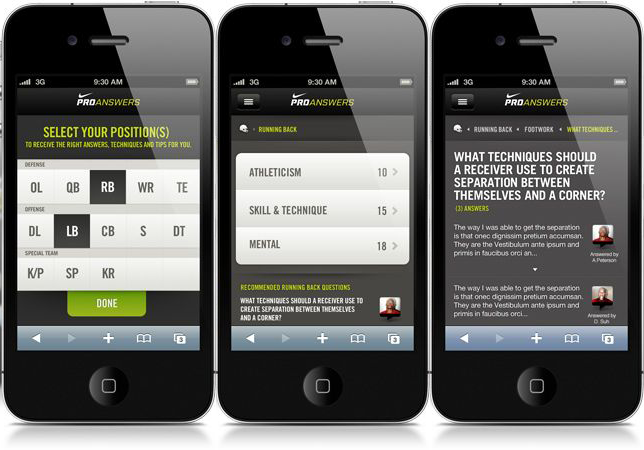 3G 9:30 AM
PROANSWERS
SELECT YOUR POSITION(S)
TO RECEIVE THE RIGHT ANSWERS, TECHNIQUES AND TIPS FOR YOU.
DEFENSE
OL QB RB WR TE
OFFENSE
DL LB CB S DT
SPECIAL TEAM
K/P SP KR
DONE
3
3G 9:30 AM
PROANSWERS
RUNNING BACK
ATHLETICISM 10
SKILL & TECHNIQUE 15
MENTAL 18
RECOMMENDED RUNNING BACK QUESTIONS
WHAT TECHNIQUES SHOULD A RECEIVER USE TO
CREATE SEPARATION BETWEEN THEMSELVES
AND A CORNER?
3
3G 9:30 AM
PROANSWERS
RUNNING BACK FOOTWORK WHAT TECHNIQUES ...
WHAT TECHNIQUES SHOULD
A RECEIVER USE TO CREATE
SEPARATION BETWEEN
THEMSELVES AND A CORNER?
(3) ANSWERS
The way I was able to get the separation
is that onec dignissim pretium accumsan.
They are the Vestibulum ante ipsum and
primis in faucibus orci an...
Answered by
A.Peterson
The way I was able to get the separation
is that onec dignissim pretium accumsan.
They are the Vestibulum ante ipsum and
primis in faucibus orci...
Answered by
D. Suh
3